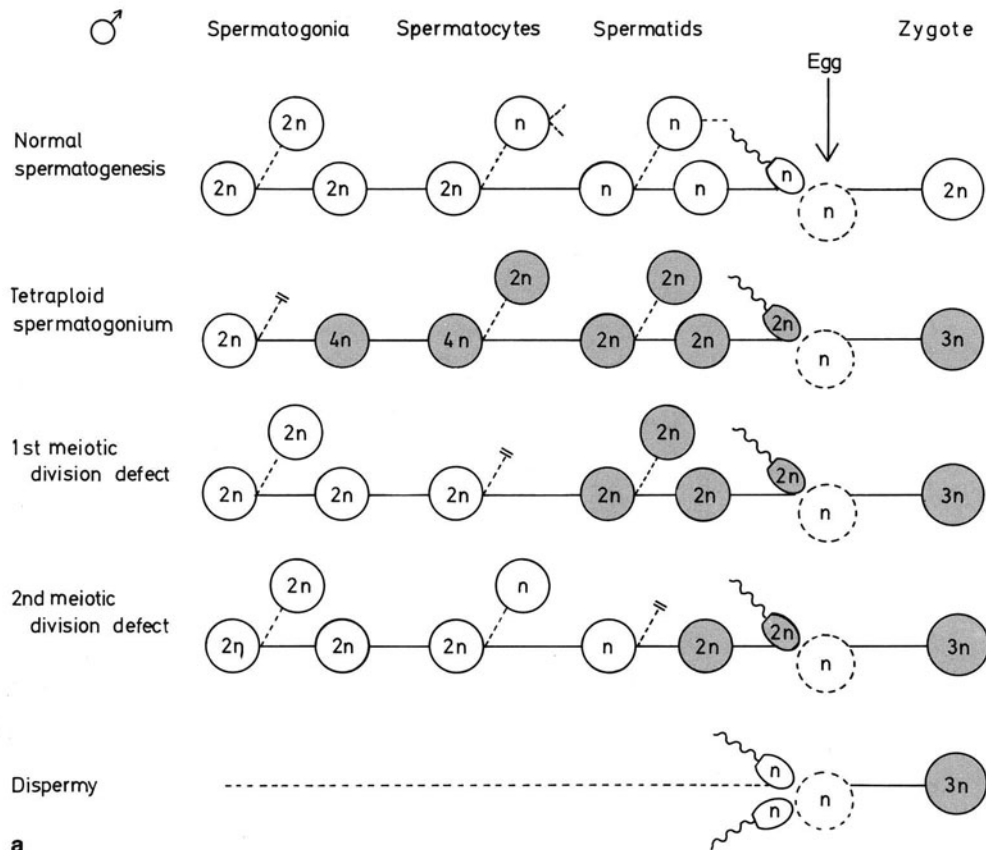 ♂ Spermatogonia Spermatocytes Spermatids Zygote
Egg
2n n n
Normal
spermatogenesis
2n 2n 2n n n n n 2n
2n 2n
Tetraploid
spermatogonium
2n 4n 4n 2n 2n 2n n 3n
2n 2n
1st meiotic
division defect
2n 2n 2n 2n 2n 2n n 3n
2n n
2nd meiotic
division defect
2η 2n 2n n 2n 2n n 3n
n
Dispermy
n 3n
n
a